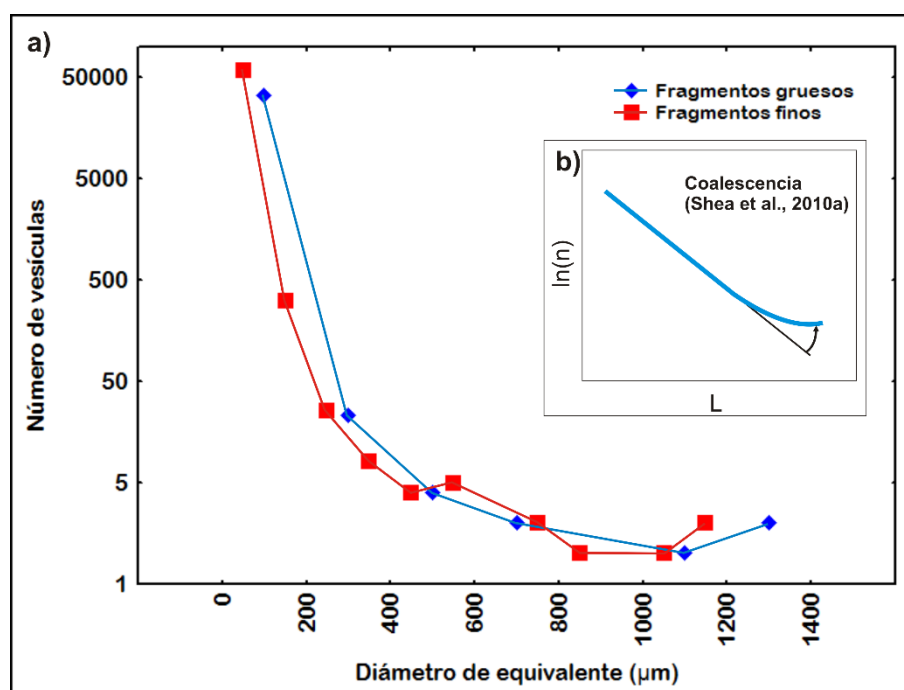 a)
Número de vesículas
50000
5000
500
50
5
1
Fragmentos gruesos
Fragmentos finos
b)
Coalescencia
(Shea et al., 2010a)
ln(n)
L
0
200
400
600
800
1000
1200
1400
Diámetro de equivalente (µm)